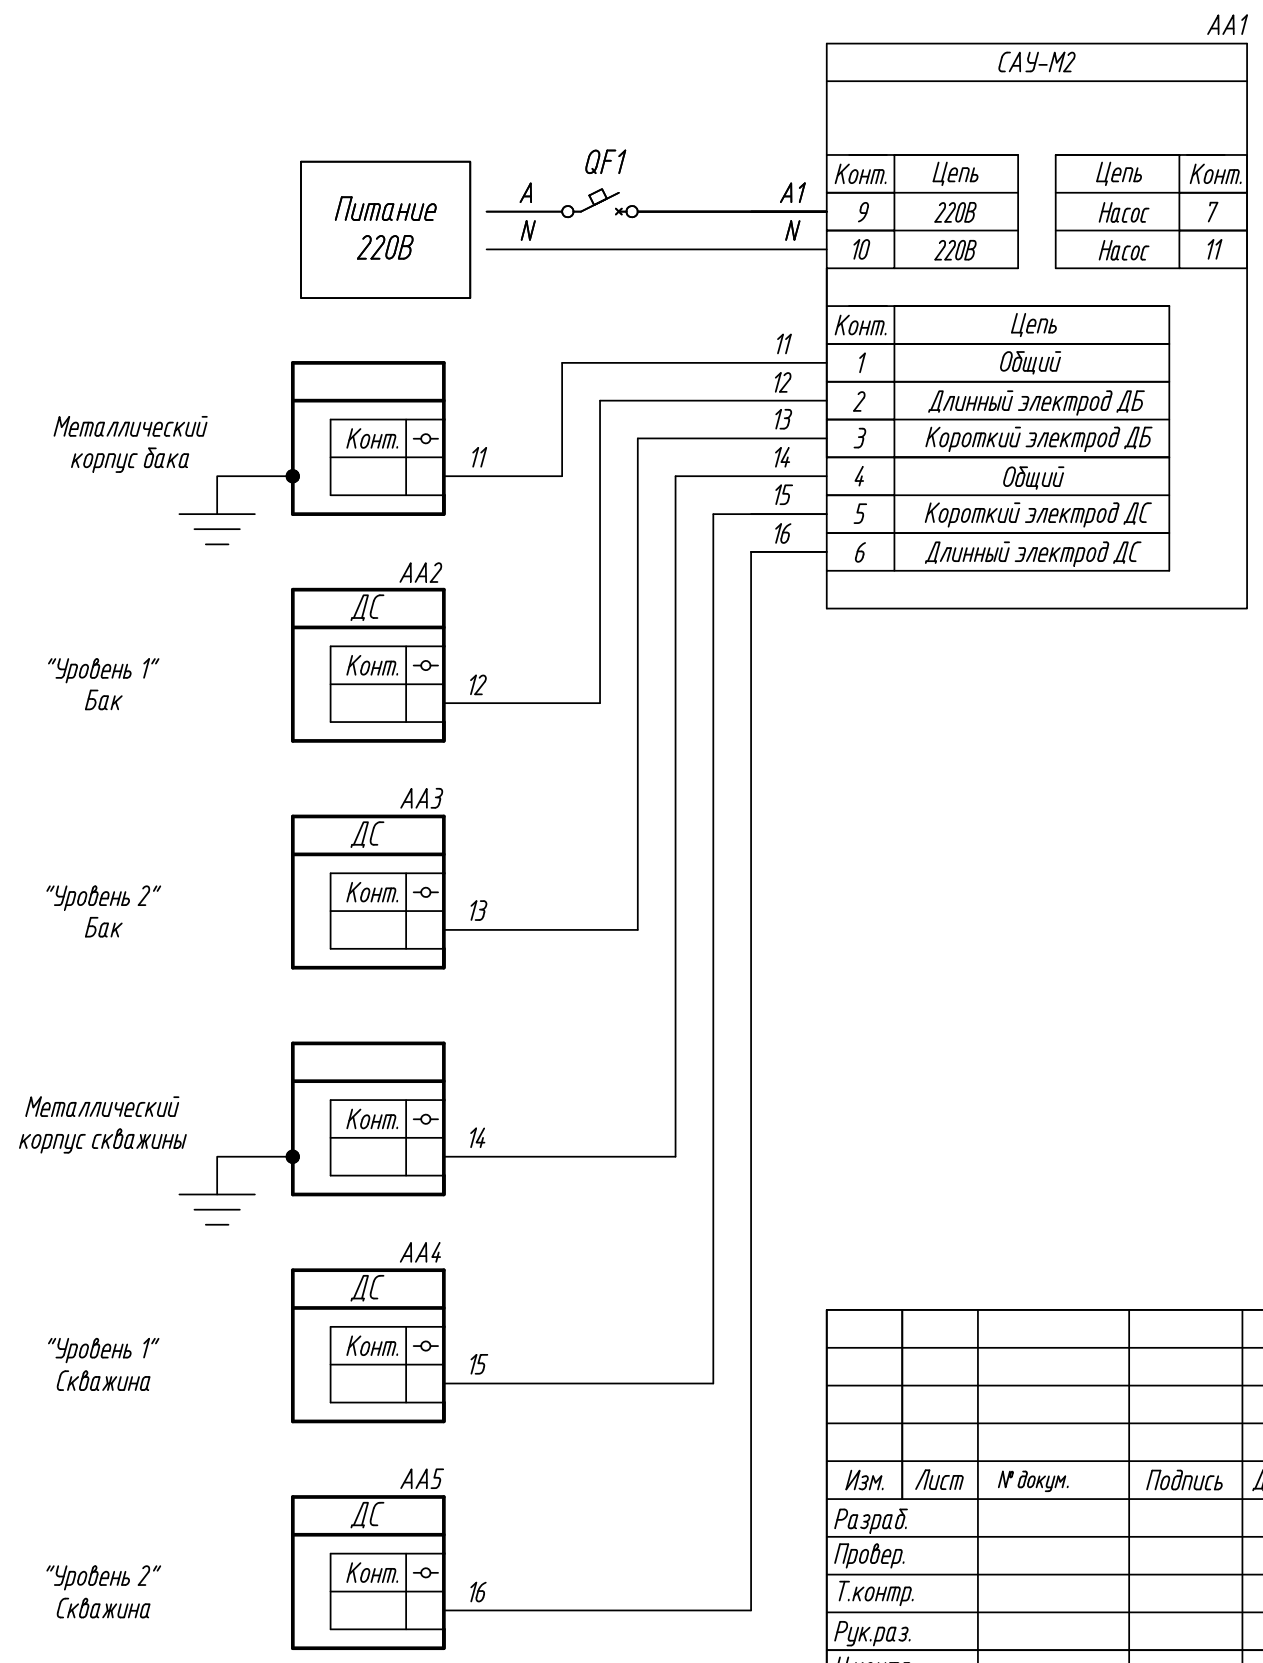 АА1
САУ-М2
QF1
Питание
220В
А
А1
N
N
Конт. Цепь
9 220В
10 220В
Цепь Конт.
Насос 7
Насос 11
Конт. Цепь
1 Общий
2 Длинный электрод ДБ
3 Короткий электрод ДБ
4 Общий
5 Короткий электрод ДС
6 Длинный электрод ДС
11
12
13
14
15
16
Металлический
корпус бака
Конт.
11
АА2
ДС
"Уровень 1"
Бак
Конт.
12
АА3
ДС
"Уровень 2"
Бак
Конт.
13
Металлический
корпус скважины
Конт.
14
АА4
ДС
"Уровень 1"
Скважина
Конт.
15
АА5
ДС
"Уровень 2"
Скважина
Конт.
16
Изм. Лист № докум. Подпись
Разраб.
Провер.
Т.контр.
Рук.раз.